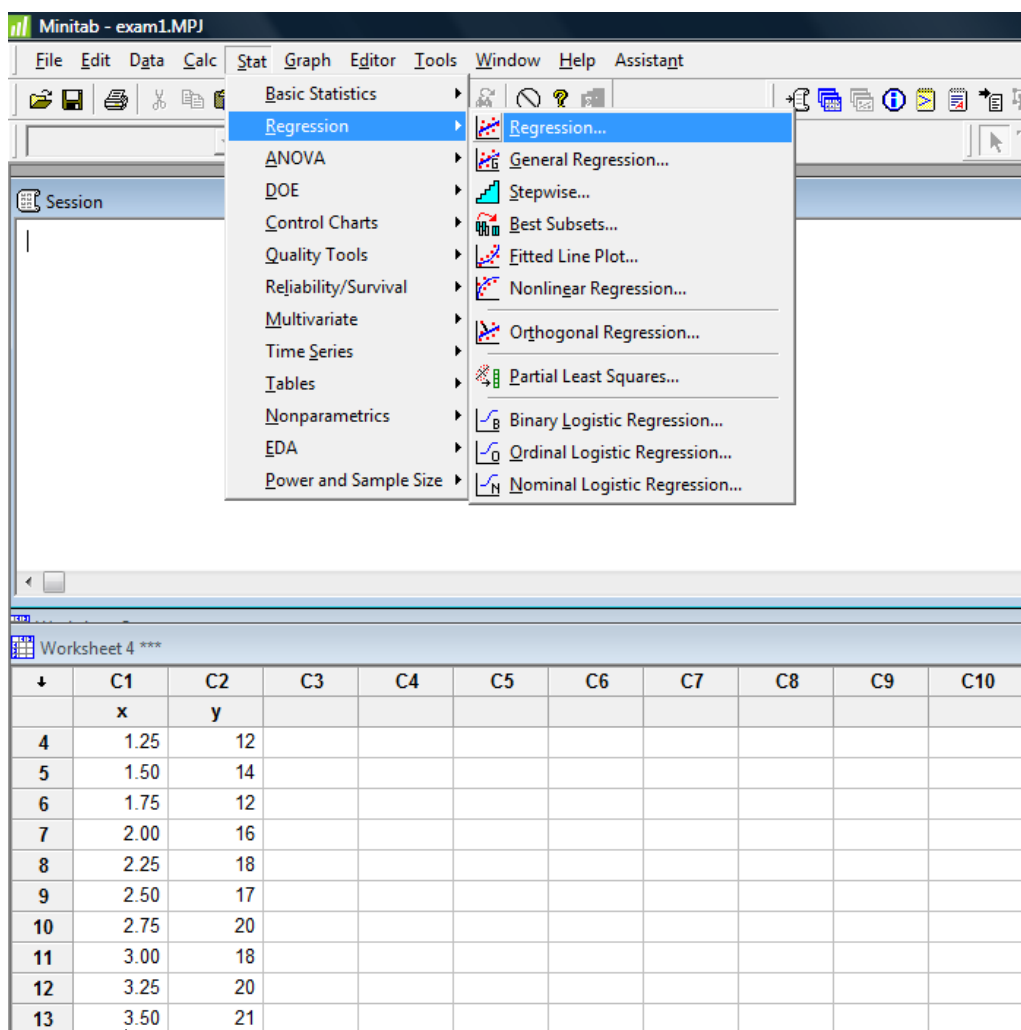 Minitab - exam1.MPJ
File Edit Data Calc Stat Graph Editor Tools Window Help Assistant
Basic Statistics
Regression
ANOVA
DOE
Control Charts
Quality Tools
Reliability/Survival
Multivariate
Time Series
Tables
Nonparametrics
EDA
Power and Sample Size
Regression...
General Regression...
Stepwise...
Best Subsets...
Fitted Line Plot...
Nonlinear Regression...
Orthogonal Regression...
Partial Least Squares...
Binary Logistic Regression...
Ordinal Logistic Regression...
Nominal Logistic Regression...
Session
Worksheet 4 ***
C1 C2 C3 C4 C5 C6 C7 C8 C9 C10
x y
4 1.25 12
5 1.50 14
6 1.75 12
7 2.00 16
8 2.25 18
9 2.50 17
10 2.75 20
11 3.00 18
12 3.25 20
13 3.50 21